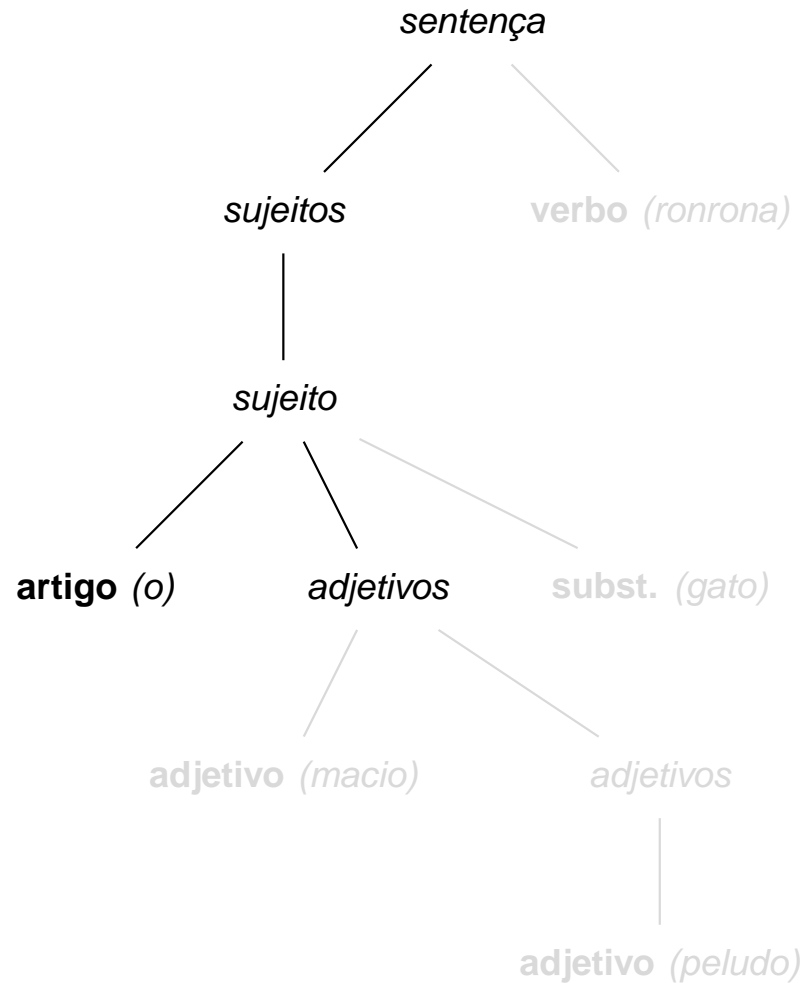 sentença
sujeitos verbo (ronrona)
sujeito
artigo (o) adjetivos subst. (gato)
adjetivo (macio) adjetivos
adjetivo (peludo)